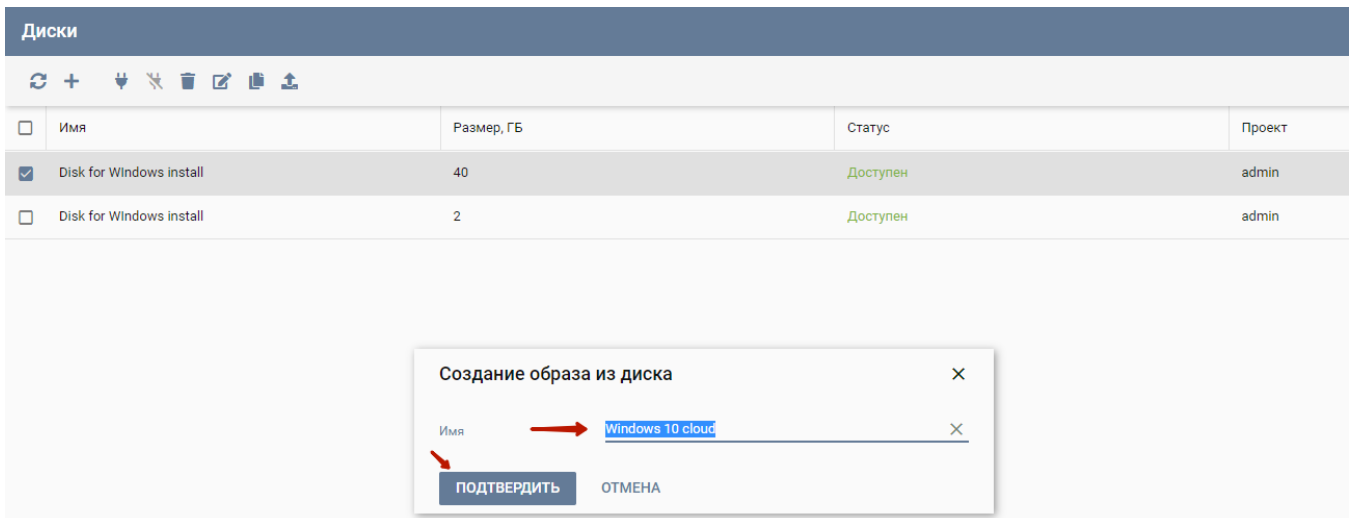 Диски
Имя Размер, ГБ Статус Проект
Disk for WIndows install 40 Доступен admin
Disk for WIndows install 2 Доступен admin
Создание образа из диска
Имя Windows 10 cloud
ПОДТВЕРДИТЬ ОТМЕНА